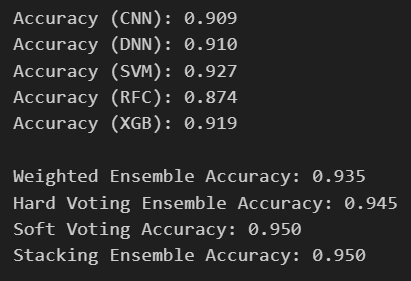 Accuracy (CNN): 0.909
Accuracy (DNN): 0.910
Accuracy (SVM): 0.927
Accuracy (RFC): 0.874
Accuracy (XGB): 0.919
Weighted Ensemble Accuracy: 0.935
Hard Voting Ensemble Accuracy: 0.945
Soft Voting Accuracy: 0.950
Stacking Ensemble Accuracy: 0.950